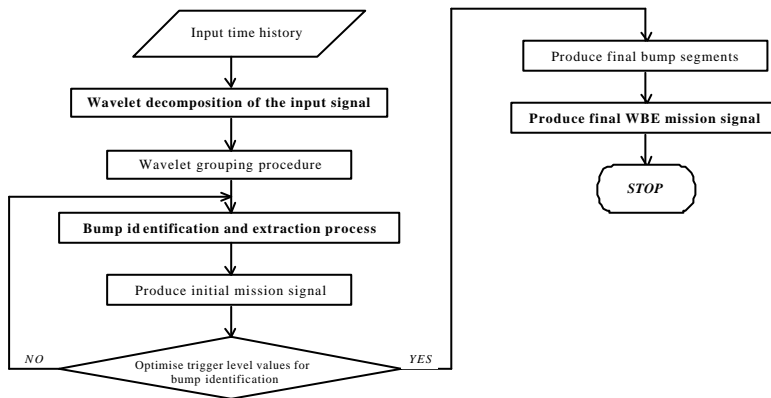 Input time history
Wavelet decomposition of the input signal
Wavelet grouping procedure
Bump identification and extraction process
Produce initial mission signal
NO
Optimise trigger level values for
bump identification
YES
Produce final bump segments
Produce final WBE mission signal
STOP